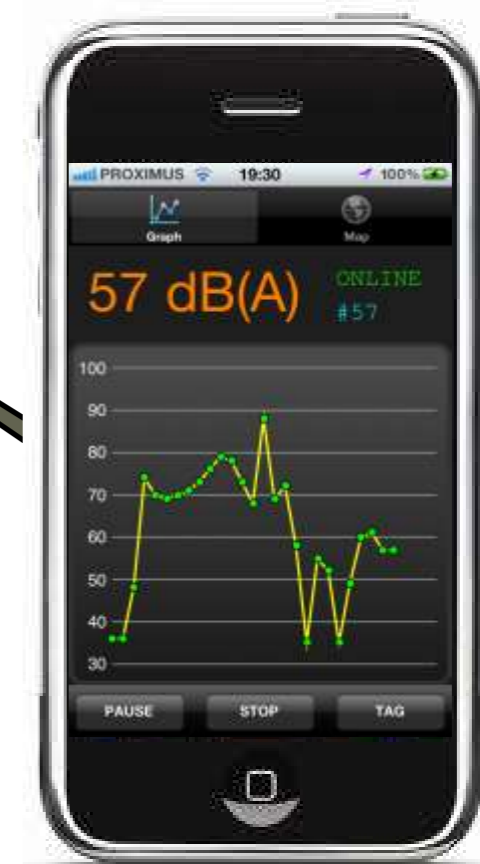 PROXIMUS 19:30 100%
Graph Map
57 dB(A) ONLINE
#57
100
90
80
70
60
50
40
30
PAUSE STOP TAG